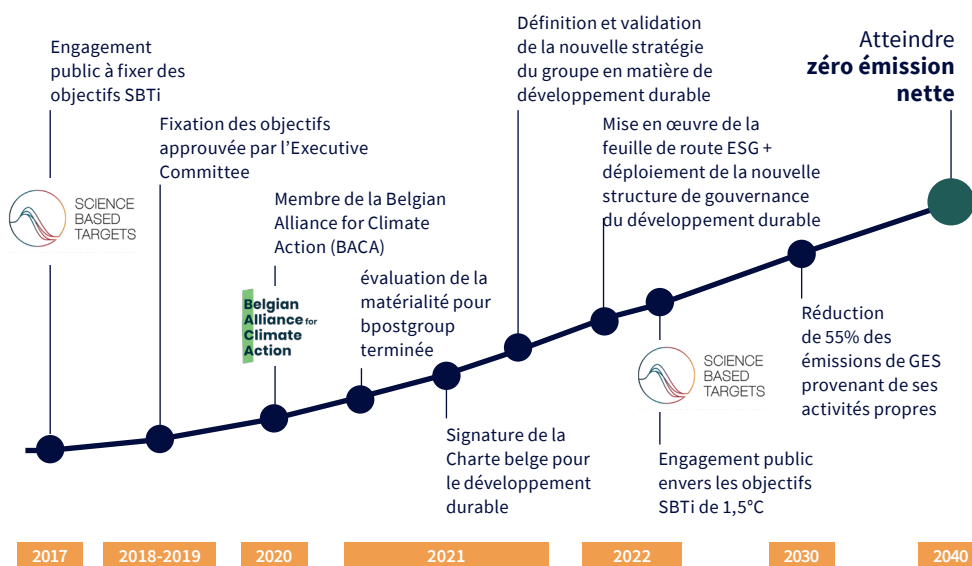 Engagement
public à fixer des
objectifs SBTi
SCIENCE
BASED
TARGETS
Fixation des objectifs
approuvée par l'Executive
Committee
Membre de la Belgian
Alliance for Climate
Action (BACA)
Belgian
Alliance for
Climate
Action
évaluation de la
matérialité pour
bpostgroup
terminée
Signature de la
Charte belge pour
le développement
durable
Définition et validation
de la nouvelle stratégie
du groupe en matière de
développement durable
Mise en œuvre de la
feuille de route ESG +
déploiement de la nouvelle
structure de gouvernance
du développement durable
SCIENCE
BASED
TARGETS
Engagement public
envers les objectifs
SBTi de 1,5°C
Réduction
de 55% des
émissions de GES
provenant de ses
activités propres
Atteindre
zéro émission
nette
2017
2018-2019
2020
2021
2022
2030
2040